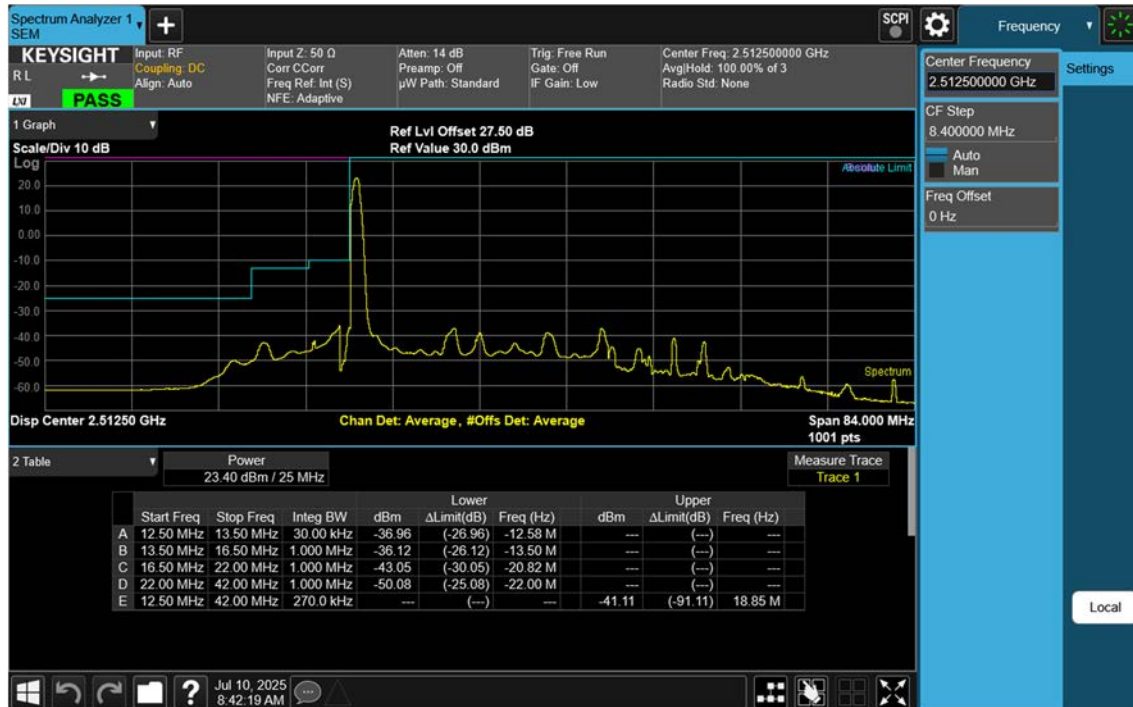 Spectrum Analyzer 1
SEM
SCPI
Frequency
KEYSIGHT
R L
LXI
PASS
Input: RF
Coupling: DC
Align: Auto
Input Z: 50 Ω
Corr CCorr
Freq Ref: Int (S)
NFE: Adaptive
Atten: 14 dB
Preamp: Off
µW Path: Standard
Trig: Free Run
Gate: Off
IF Gain: Low
Center Freq: 2.512500000 GHz
Avg|Hold: 100.00% of 3
Radio Std: None
Center Frequency
2.512500000 GHz
Settings
CF Step
8.400000 MHz
Auto
Man
Freq Offset
0 Hz
1 Graph
Scale/Div 10 dB
Ref Lvl Offset 27.50 dB
Ref Value 30.0 dBm
Log
Absolute Limit
20.0
10.0
0.00
-10.0
-20.0
-30.0
-40.0
-50.0
-60.0
Spectrum
Disp Center 2.51250 GHz
Chan Det: Average, #Offs Det: Average
Span 84.000 MHz
1001 pts
2 Table
Power
23.40 dBm / 25 MHz
Measure Trace
Trace 1
Lower Upper
Start Freq Stop Freq Integ BW dBm ΔLimit(dB) Freq (Hz) dBm ΔLimit(dB) Freq (Hz)
A 12.50 MHz 13.50 MHz 30.00 kHz -36.96 (-26.96) -12.58 M --- (---) ---
B 13.50 MHz 16.50 MHz 1.000 MHz -36.12 (-26.12) -13.50 M --- (---) ---
C 16.50 MHz 22.00 MHz 1.000 MHz -43.05 (-30.05) -20.82 M --- (---) ---
D 22.00 MHz 42.00 MHz 1.000 MHz -50.08 (-25.08) -22.00 M --- (---) ---
E 12.50 MHz 42.00 MHz 270.0 kHz --- (---) --- -41.11 (-91.11) 18.85 M
Local
?
Jul 10, 2025
8:42:19 AM